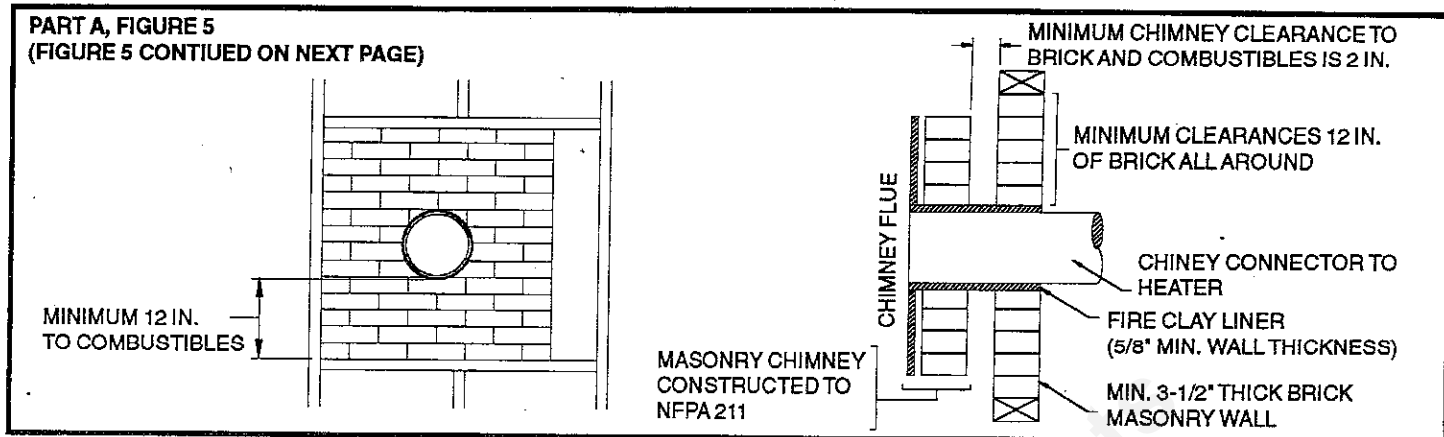 PART A, FIGURE 5
(FIGURE 5 CONTIUED ON NEXT PAGE)
MINIMUM 12 IN.
TO COMBUSTIBLES
MINIMUM CHIMNEY CLEARANCE TO
BRICK AND COMBUSTIBLES IS 2 IN.
MINIMUM CLEARANCES 12 IN.
OF BRICK ALL AROUND
CHIMNEY FLUE
CHINEY CONNECTOR TO
HEATER
FIRE CLAY LINER
(5/8" MIN. WALL THICKNESS)
MASONRY CHIMNEY
CONSTRUCTED TO
NFPA 211
MIN. 3-1/2" THICK BRICK
MASONRY WALL